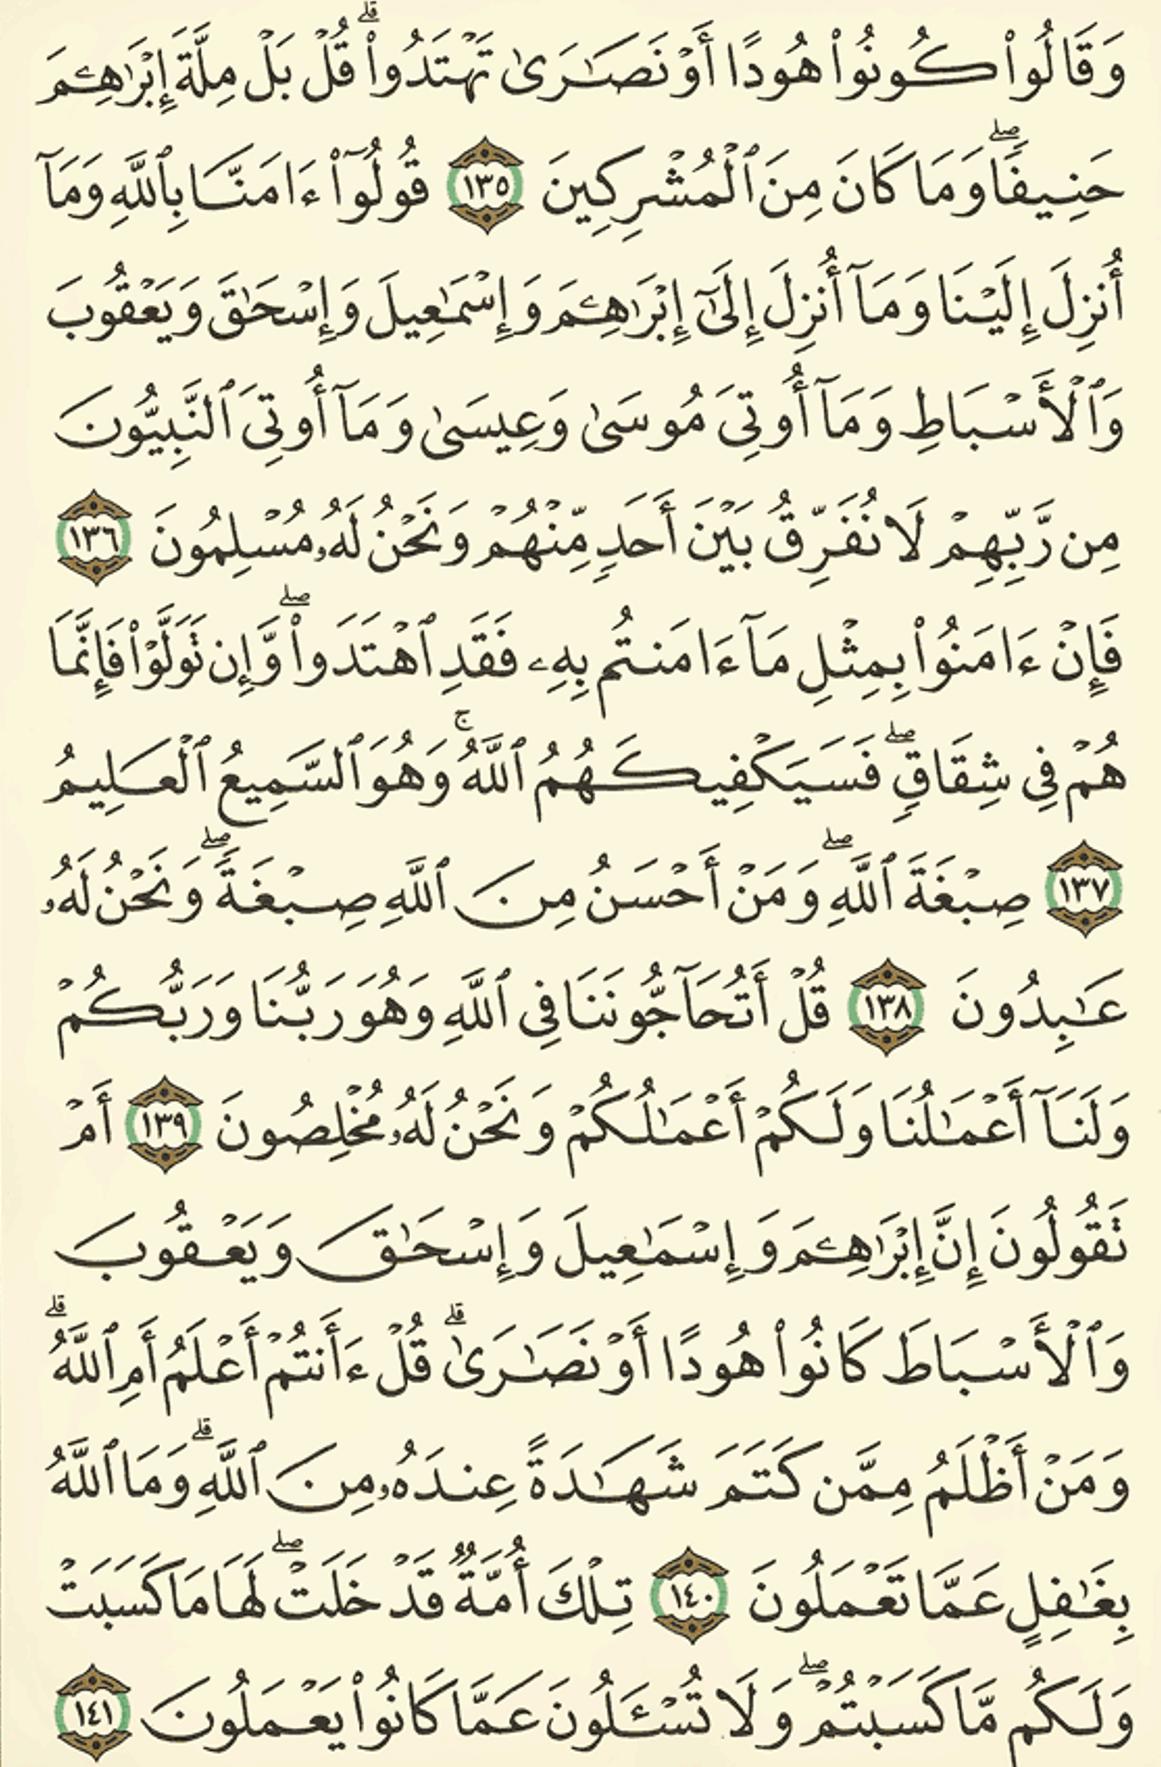 وَقَالُوا۟ كُونُوا۟ هُودًا أَوْ نَصَـٰرَىٰ تَهْتَدُوا۟ ۗ قُلْ بَلْ مِلَّةَ إِبْرَٰهِـۧمَ
حَنِيفًا ۖ وَمَا كَانَ مِنَ ٱلْمُشْرِكِينَ ١٣٥ قُولُوٓا۟ ءَامَنَّا بِٱللَّهِ وَمَآ
أُنزِلَ إِلَيْنَا وَمَآ أُنزِلَ إِلَىٰٓ إِبْرَٰهِـۧمَ وَإِسْمَـٰعِيلَ وَإِسْحَـٰقَ وَيَعْقُوبَ
وَٱلْأَسْبَاطِ وَمَآ أُوتِىَ مُوسَىٰ وَعِيسَىٰ وَمَآ أُوتِىَ ٱلنَّبِيُّونَ
مِن رَّبِّهِمْ لَا نُفَرِّقُ بَيْنَ أَحَدٍ مِّنْهُمْ وَنَحْنُ لَهُۥ مُسْلِمُونَ ١٣٦
فَإِنْ ءَامَنُوا۟ بِمِثْلِ مَآ ءَامَنتُم بِهِۦ فَقَدِ ٱهْتَدَوا۟ ۖ وَّإِن تَوَلَّوْا۟ فَإِنَّمَا
هُمْ فِى شِقَاقٍ ۖ فَسَيَكْفِيكَهُمُ ٱللَّهُ ۚ وَهُوَ ٱلسَّمِيعُ ٱلْعَلِيمُ
١٣٧ صِبْغَةَ ٱللَّهِ ۖ وَمَنْ أَحْسَنُ مِنَ ٱللَّهِ صِبْغَةً ۖ وَنَحْنُ لَهُۥ
عَـٰبِدُونَ ١٣٨ قُلْ أَتُحَآجُّونَنَا فِى ٱللَّهِ وَهُوَ رَبُّنَا وَرَبُّكُمْ
وَلَنَآ أَعْمَـٰلُنَا وَلَكُمْ أَعْمَـٰلُكُمْ وَنَحْنُ لَهُۥ مُخْلِصُونَ ١٣٩ أَمْ
تَقُولُونَ إِنَّ إِبْرَٰهِـۧمَ وَإِسْمَـٰعِيلَ وَإِسْحَـٰقَ وَيَعْقُوبَ
وَٱلْأَسْبَاطَ كَانُوا۟ هُودًا أَوْ نَصَـٰرَىٰ ۗ قُلْ ءَأَنتُمْ أَعْلَمُ أَمِ ٱللَّهُ ۗ
وَمَنْ أَظْلَمُ مِمَّن كَتَمَ شَهَـٰدَةً عِندَهُۥ مِنَ ٱللَّهِ ۗ وَمَا ٱللَّهُ
بِغَـٰفِلٍ عَمَّا تَعْمَلُونَ ١٤٠ تِلْكَ أُمَّةٌ قَدْ خَلَتْ ۖ لَهَا مَا كَسَبَتْ
وَلَكُم مَّا كَسَبْتُمْ ۖ وَلَا تُسْـَٔلُونَ عَمَّا كَانُوا۟ يَعْمَلُونَ ١٤١